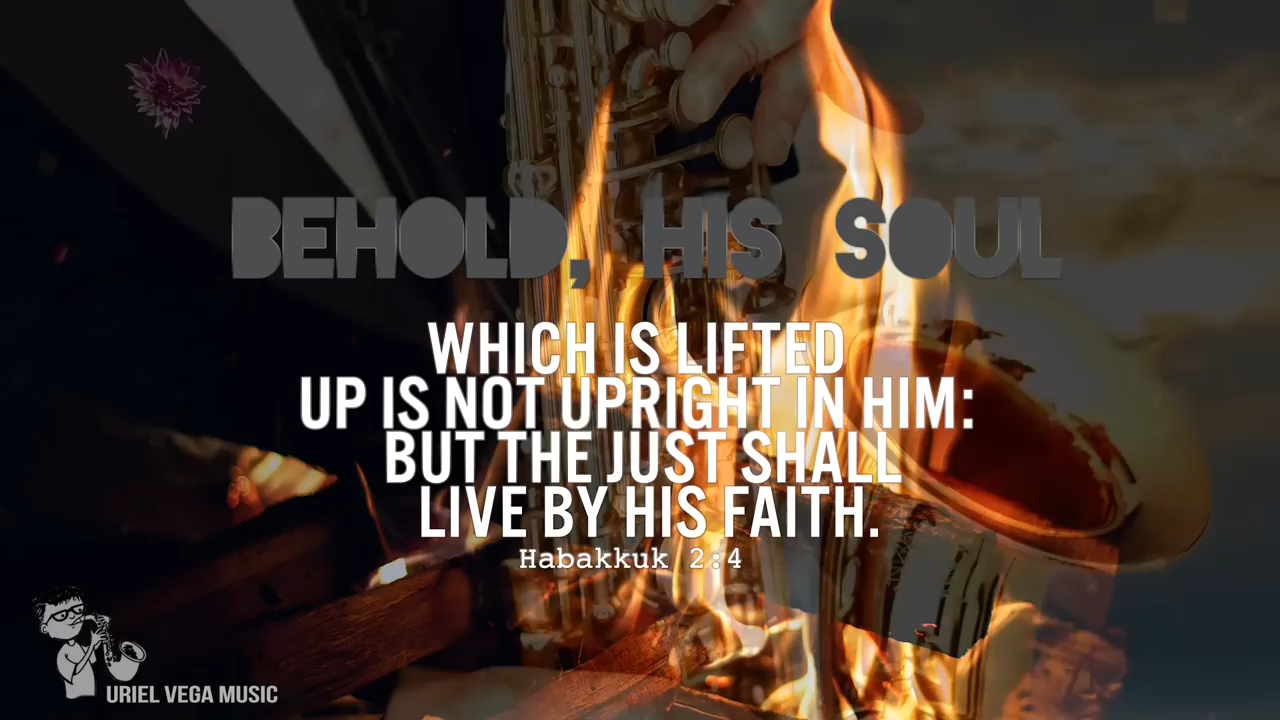 BEHOLD, HIS SOUL
WHICH IS LIFTED
UP IS NOT UPRIGHT IN HIM:
BUT THE JUST SHALL
LIVE BY HIS FAITH.
Habakkuk 2:4
URIEL VEGA MUSIC